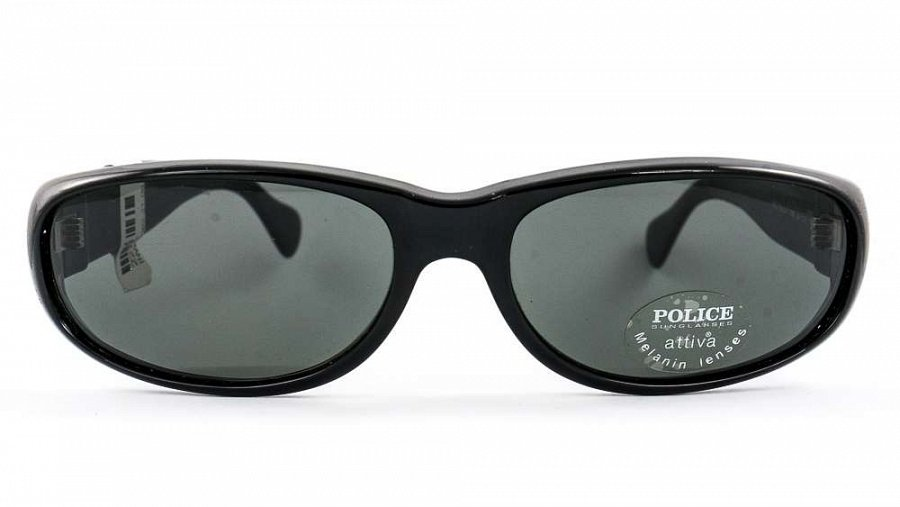 POLICE
SUNGLASSES
attiva®
Melanin lenses